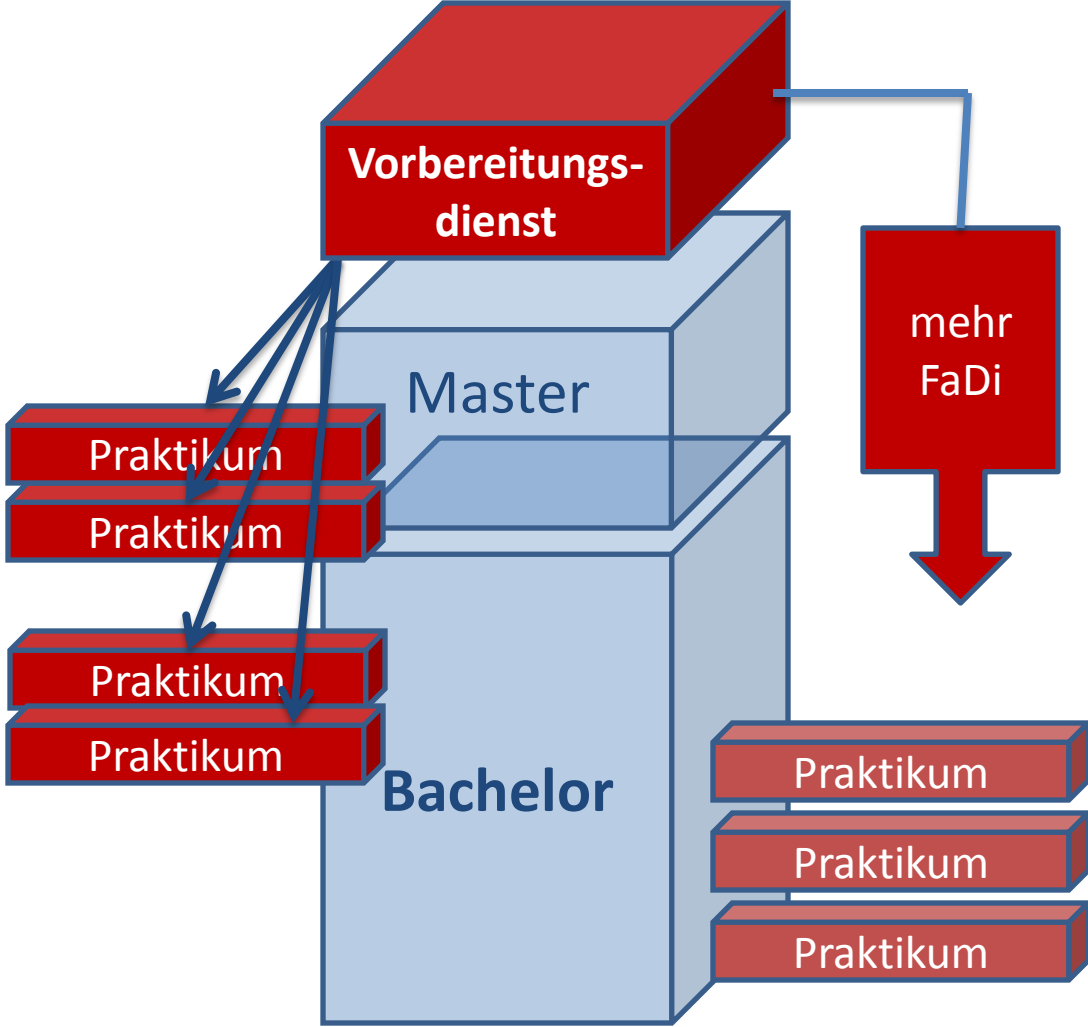 Vorbereitungs-
dienst
mehr
FaDi
Master
Praktikum
Praktikum
Praktikum
Praktikum
Bachelor
Praktikum
Praktikum
Praktikum